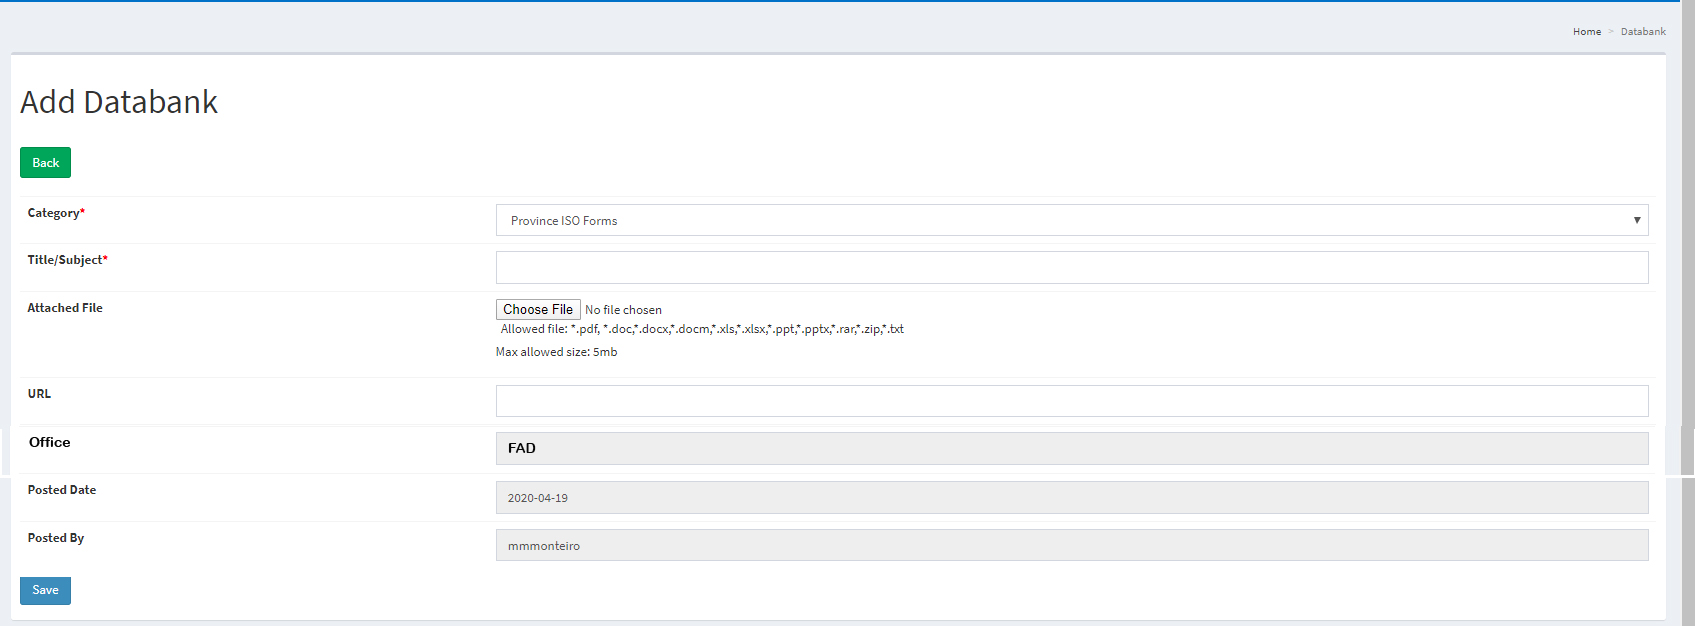 Home > Databank
Add Databank
Back
Category*
Province ISO Forms
Title/Subject*
Attached File
Choose File No file chosen
Allowed file: *.pdf, *.doc,*.docx,*.docm,*.xls,*.xlsx,*.ppt,*.pptx,*.rar,*.zip,*.txt
Max allowed size: 5mb
URL
Office
FAD
Posted Date
2020-04-19
Posted By
mmmonteiro
Save